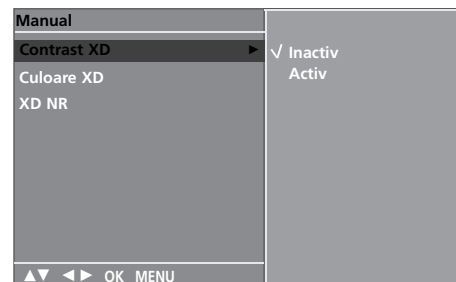 Manual
Contrast XD ►
Culoare XD
XD NR
√ Inactiv
Activ
▲▼ ◄► OK MENU